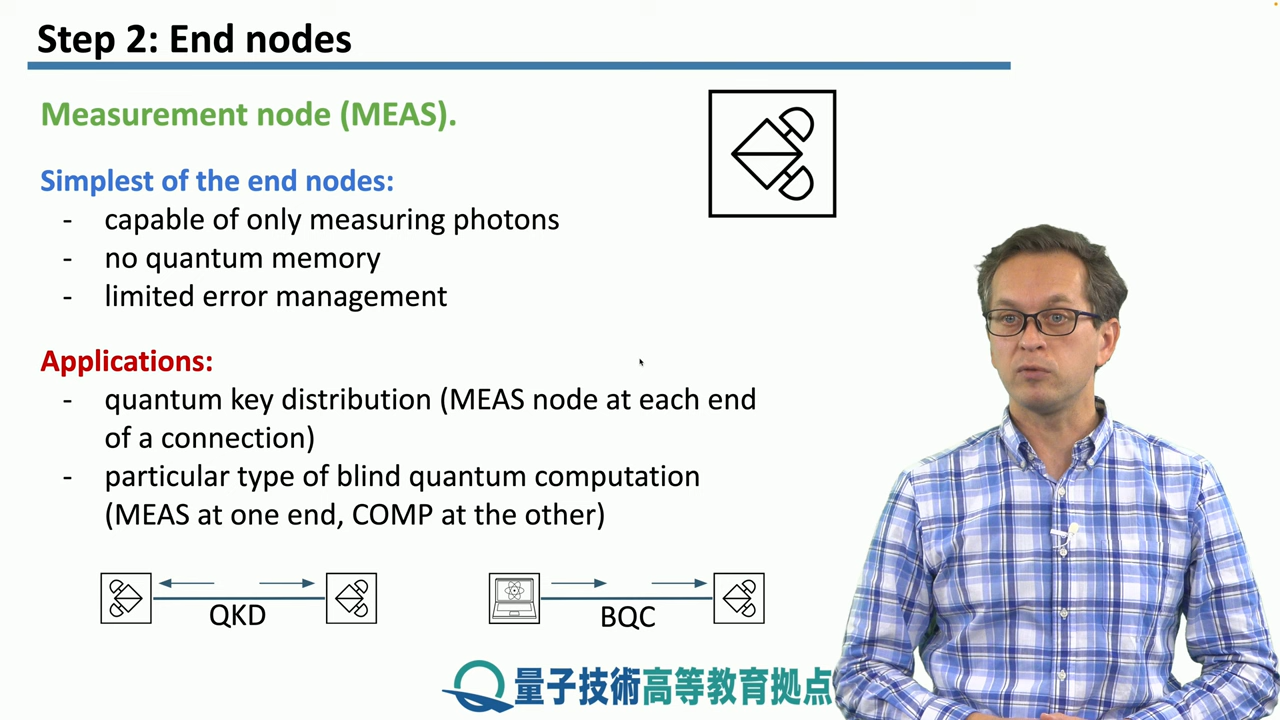 Step 2: End nodes
Measurement node (MEAS).
Simplest of the end nodes:
- capable of only measuring photons
- no quantum memory
- limited error management
Applications:
- quantum key distribution (MEAS node at each end
of a connection)
- particular type of blind quantum computation
(MEAS at one end, COMP at the other)
QKD
BQC
量子技術高等教育拠点